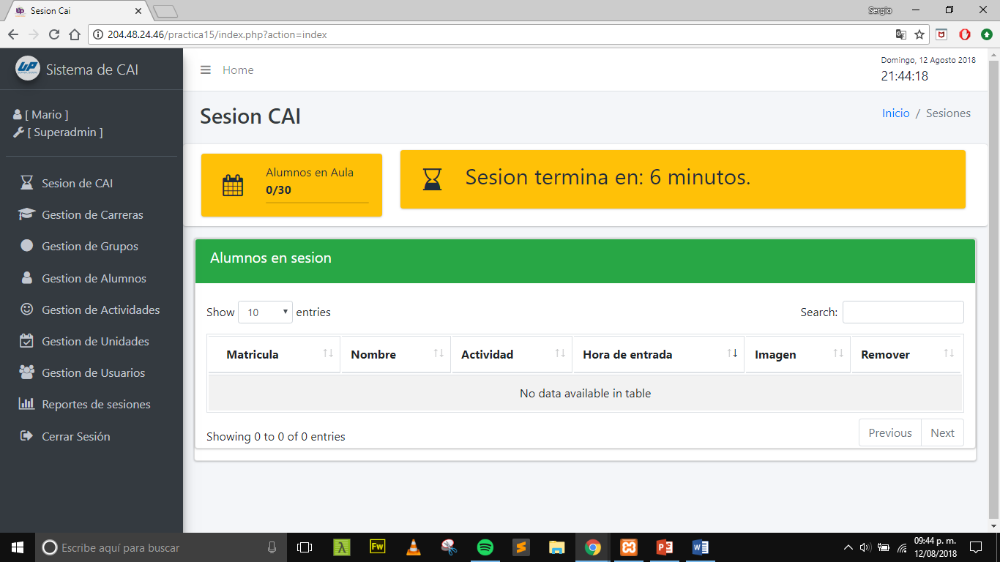 Sesion Cai
Sergio
204.48.24.46/practica15/index.php?action=index
UP
Sistema de CAI
Home
Domingo, 12 Agosto 2018
21:44:18
[ Mario ]
[ Superadmin ]
Sesion CAI
Inicio / Sesiones
Sesion de CAI
Gestion de Carreras
Gestion de Grupos
Gestion de Alumnos
Gestion de Actividades
Gestion de Unidades
Gestion de Usuarios
Reportes de sesiones
Cerrar Sesión
Alumnos en Aula
0/30
Sesion termina en: 6 minutos.
Alumnos en sesion
Show 10 entries
Search:
Matricula Nombre Actividad Hora de entrada Imagen Remover
No data available in table
Showing 0 to 0 of 0 entries
Previous Next
Escribe aquí para buscar
Fw
09:44 p. m.
12/08/2018